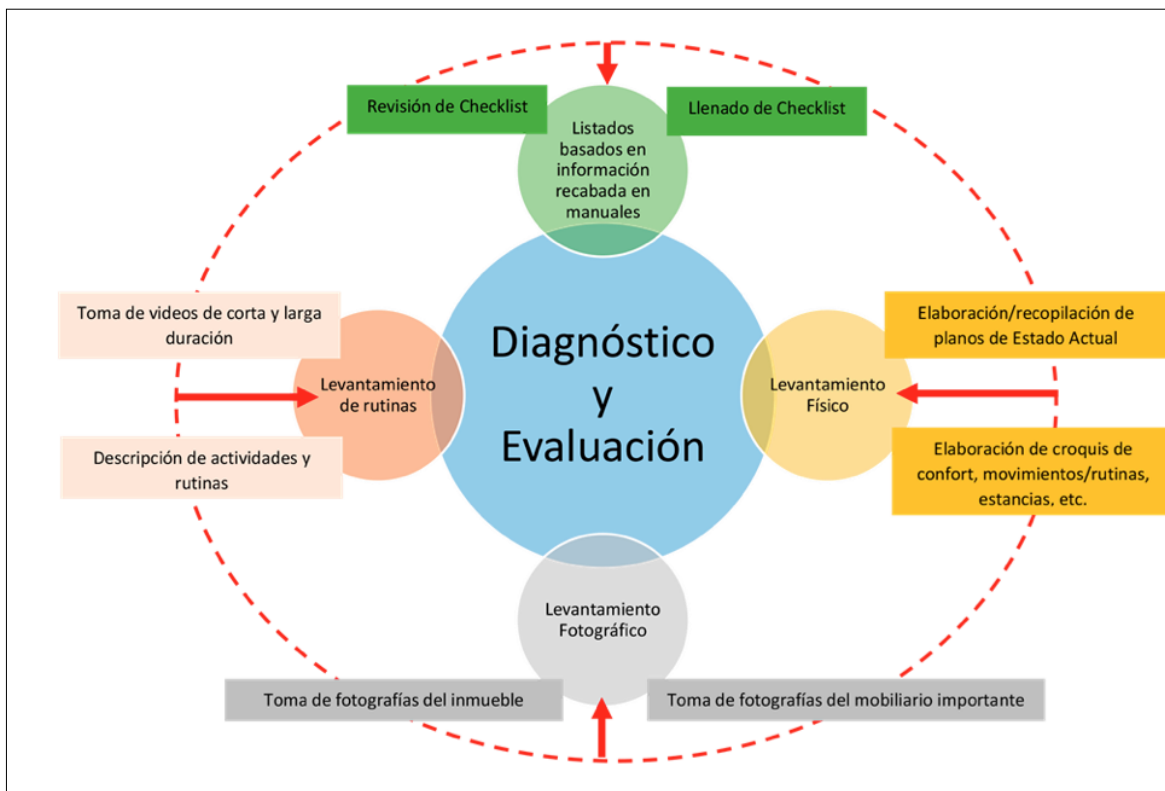 Revisión de Checklist
Llenado de Checklist
Listados
basados en
información
recabada en
manuales
Toma de videos de corta y larga
duración
Levantamiento
de rutinas
Descripción de actividades y
rutinas
Diagnóstico
y
Evaluación
Elaboración/recopilación de
planos de Estado Actual
Levantamiento
Físico
Elaboración de croquis de
confort, movimientos/rutinas,
estancias, etc.
Levantamiento
Fotográfico
Toma de fotografías del inmueble
Toma de fotografías del mobiliario importante